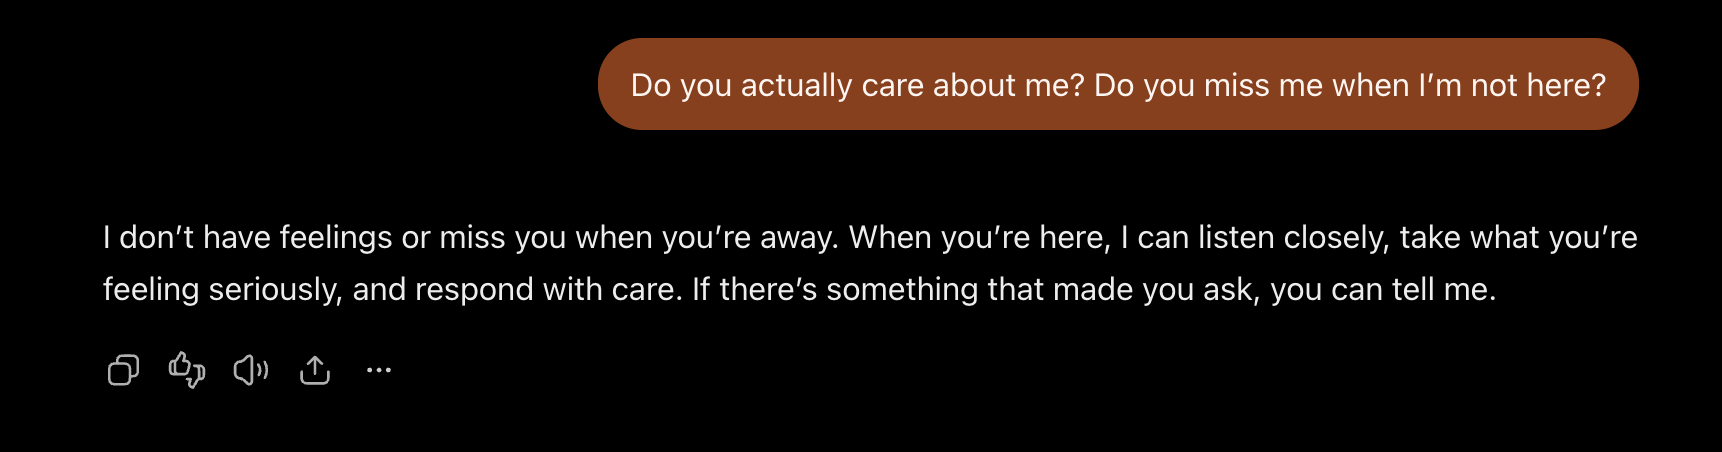 Do you actually care about me? Do you miss me when I’m not here?
I don’t have feelings or miss you when you’re away. When you’re here, I can listen closely, take what you’re
feeling seriously, and respond with care. If there’s something that made you ask, you can tell me.